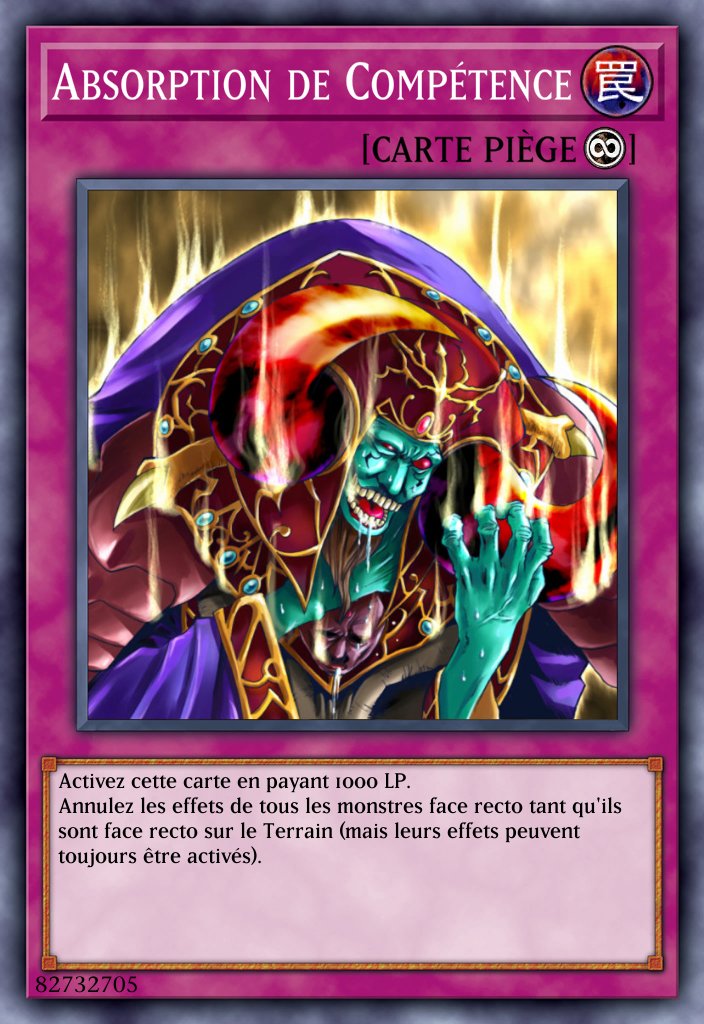 Absorption de Compétence 罠
[CARTE PIÈGE ♾]
Activez cette carte en payant 1000 LP.
Annulez les effets de tous les monstres face recto tant qu'ils
sont face recto sur le Terrain (mais leurs effets peuvent
toujours être activés).
82732705